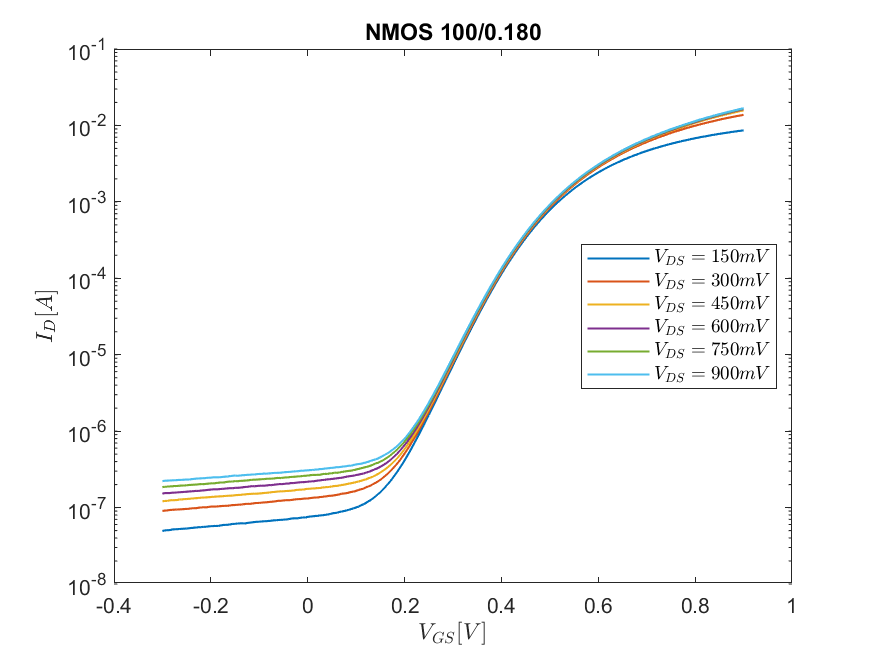 NMOS 100/0.180
10^-1
10^-2
10^-3
10^-4
10^-5
10^-6
10^-7
10^-8
I_D[A]
V_DS = 150mV
V_DS = 300mV
V_DS = 450mV
V_DS = 600mV
V_DS = 750mV
V_DS = 900mV
-0.4 -0.2 0 0.2 0.4 0.6 0.8 1
V_GS[V]